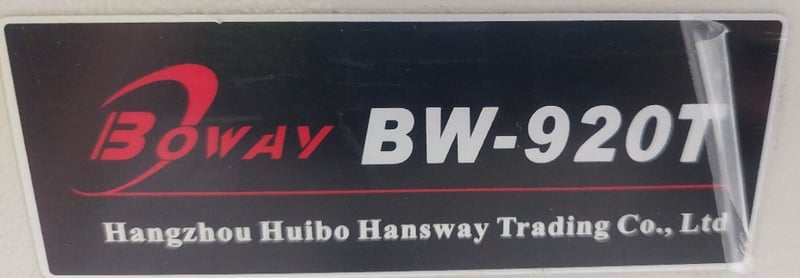 BOWAY BW-920T
Hangzhou Huibo Hansway Trading Co., Ltd